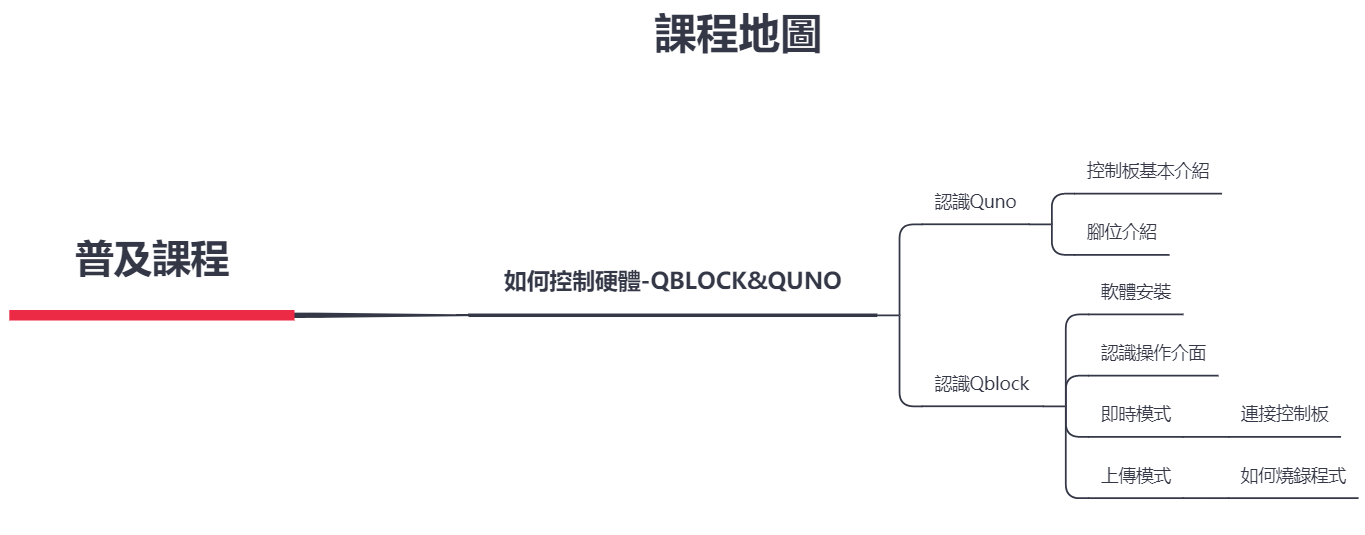 課程地圖
普及課程
如何控制硬體-QBLOCK&QUNO
認識Quno
控制板基本介紹
腳位介紹
認識Qblock
軟體安裝
認識操作介面
即時模式
連接控制板
上傳模式
如何燒錄程式